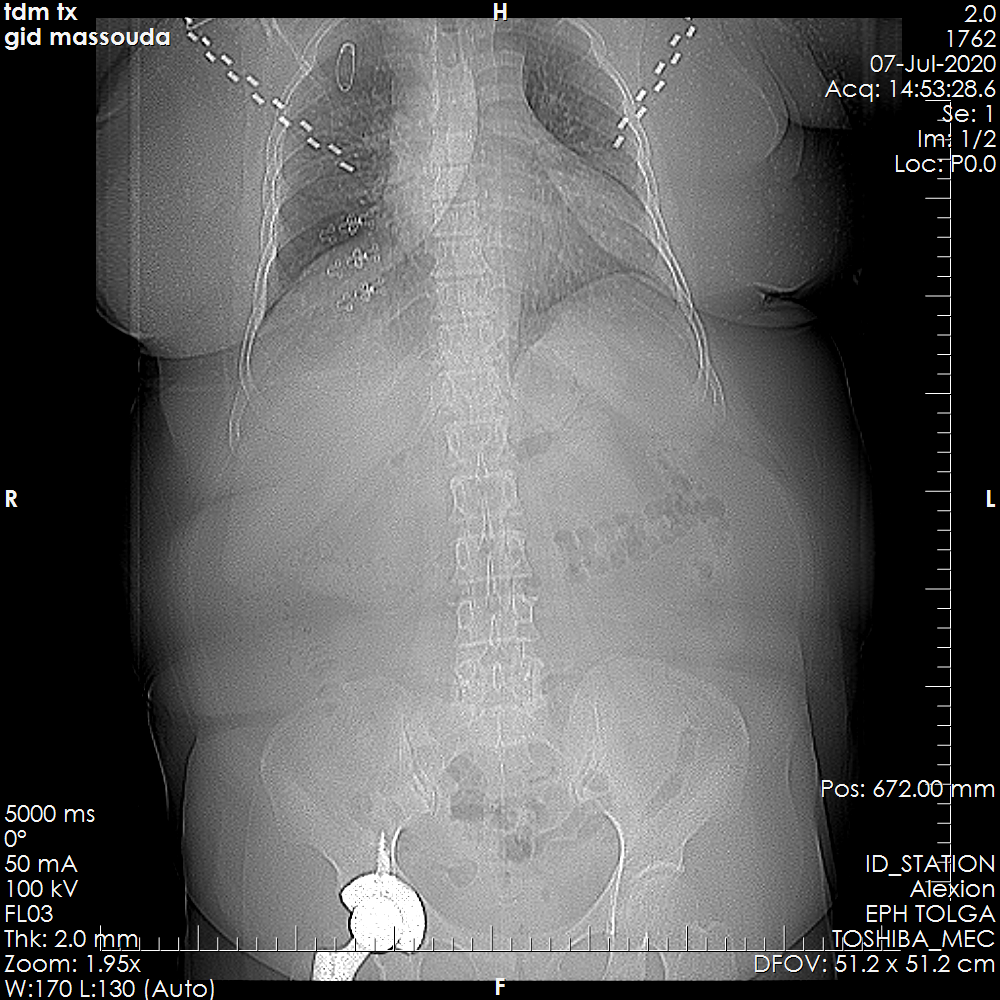 tdm tx
gid massouda
H
2.0
1762
07-Jul-2020
Acq: 14:53:28.6
Se: 1
Im: 1/2
Loc: P0.0
R
L
5000 ms
0°
50 mA
100 kV
FL03
Thk: 2.0 mm
Zoom: 1.95x
W:170 L:130 (Auto)
F
Pos: 672.00 mm
ID_STATION
Alexion
EPH TOLGA
TOSHIBA_MEC
DFOV: 51.2 x 51.2 cm